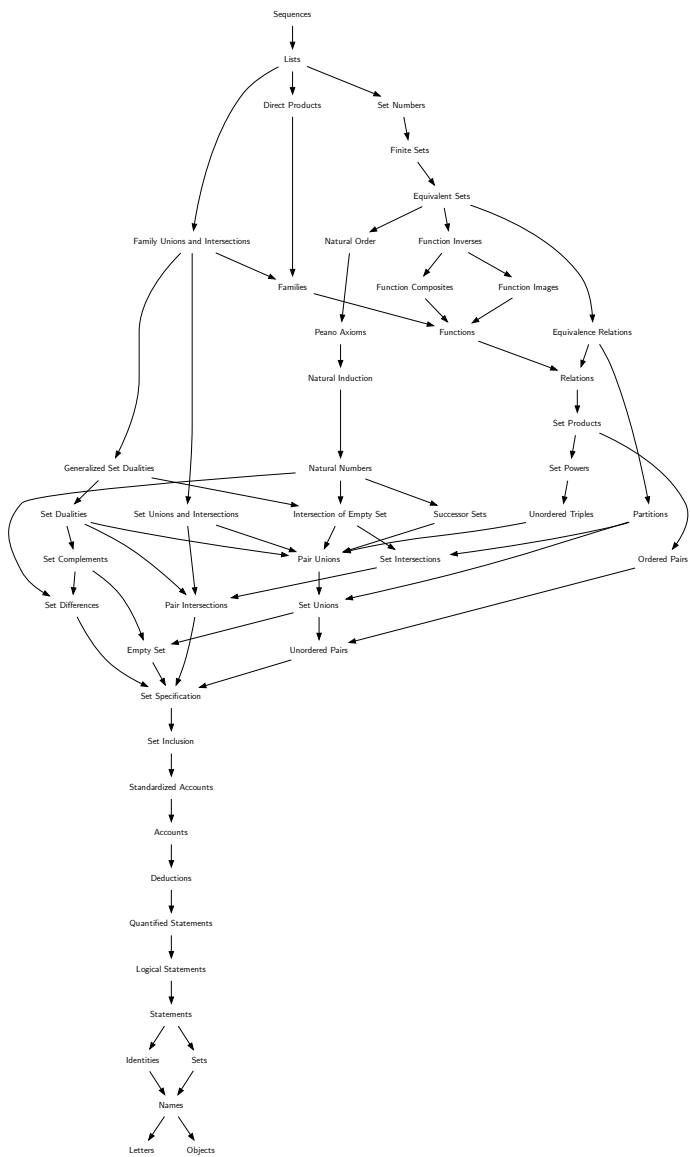 Sequences
Lists
Direct Products
Set Numbers
Finite Sets
Equivalent Sets
Family Unions and Intersections
Natural Order
Function Inverses
Families
Function Composites
Function Images
Peano Axioms
Functions
Equivalence Relations
Natural Induction
Relations
Set Products
Generalized Set Dualities
Natural Numbers
Set Powers
Set Dualities
Set Unions and Intersections
Intersection of Empty Set
Successor Sets
Unordered Triples
Partitions
Set Complements
Pair Unions
Set Intersections
Ordered Pairs
Set Differences
Pair Intersections
Set Unions
Empty Set
Unordered Pairs
Set Specification
Set Inclusion
Standardized Accounts
Accounts
Deductions
Quantified Statements
Logical Statements
Statements
Identities
Sets
Names
Letters
Objects